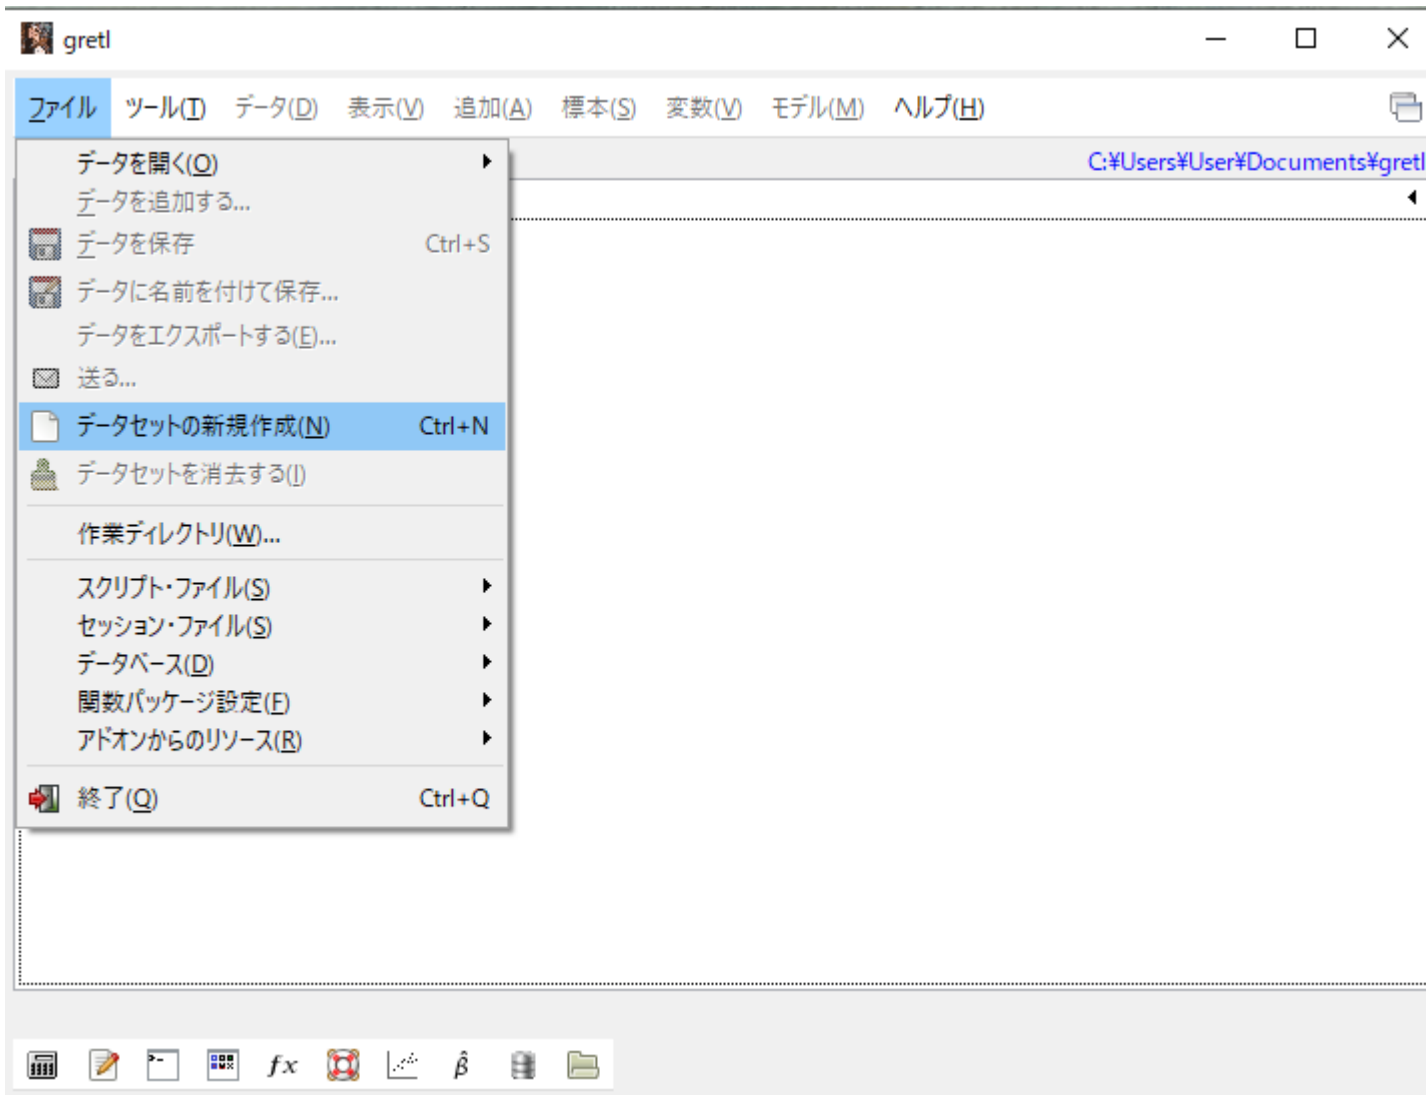 gretl
ファイル ツール(T) データ(D) 表示(V) 追加(A) 標本(S) 変数(V) モデル(M) ヘルプ(H)
C:¥Users¥User¥Documents¥gretl
データを開く(O)
データを追加する...
データを保存 Ctrl+S
データに名前を付けて保存...
データをエクスポートする(E)...
送る...
データセットの新規作成(N) Ctrl+N
データセットを消去する(I)
作業ディレクトリ(W)...
スクリプト・ファイル(S)
セッション・ファイル(S)
データベース(D)
関数パッケージ設定(F)
アドオンからのリソース(R)
終了(Q) Ctrl+Q
fx β̂